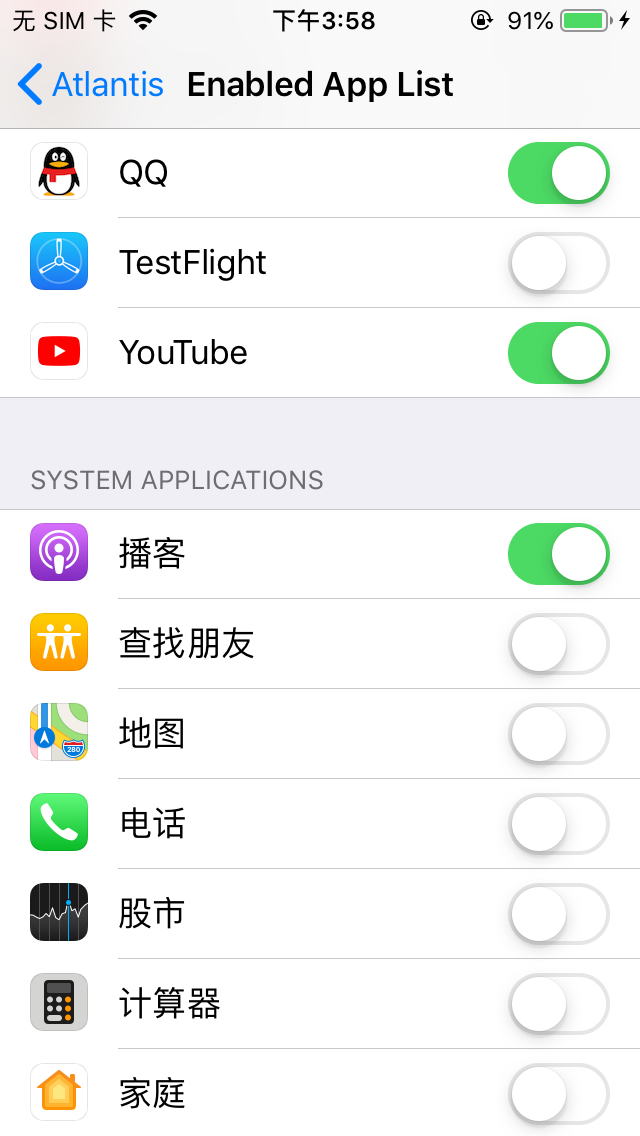 无 SIM 卡 下午3:58 91%
Atlantis Enabled App List
QQ
TestFlight
YouTube
SYSTEM APPLICATIONS
播客
查找朋友
地图
280
电话
股市
计算器
家庭